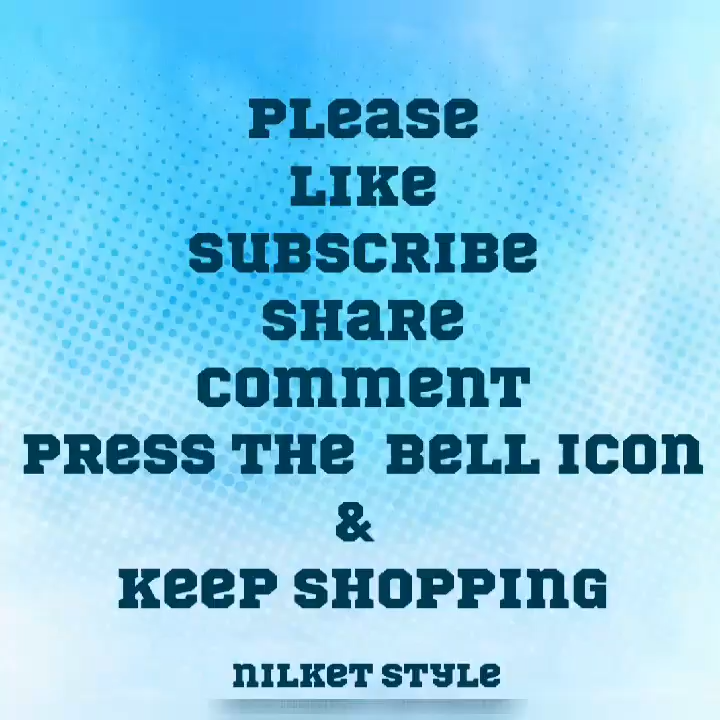 PLease
LIKe
SUBSCRIBe
SHaRe
commenT
PRESS THe BeLL ICOn
&
KeeP SHOPPInG
nILKeT STYLe